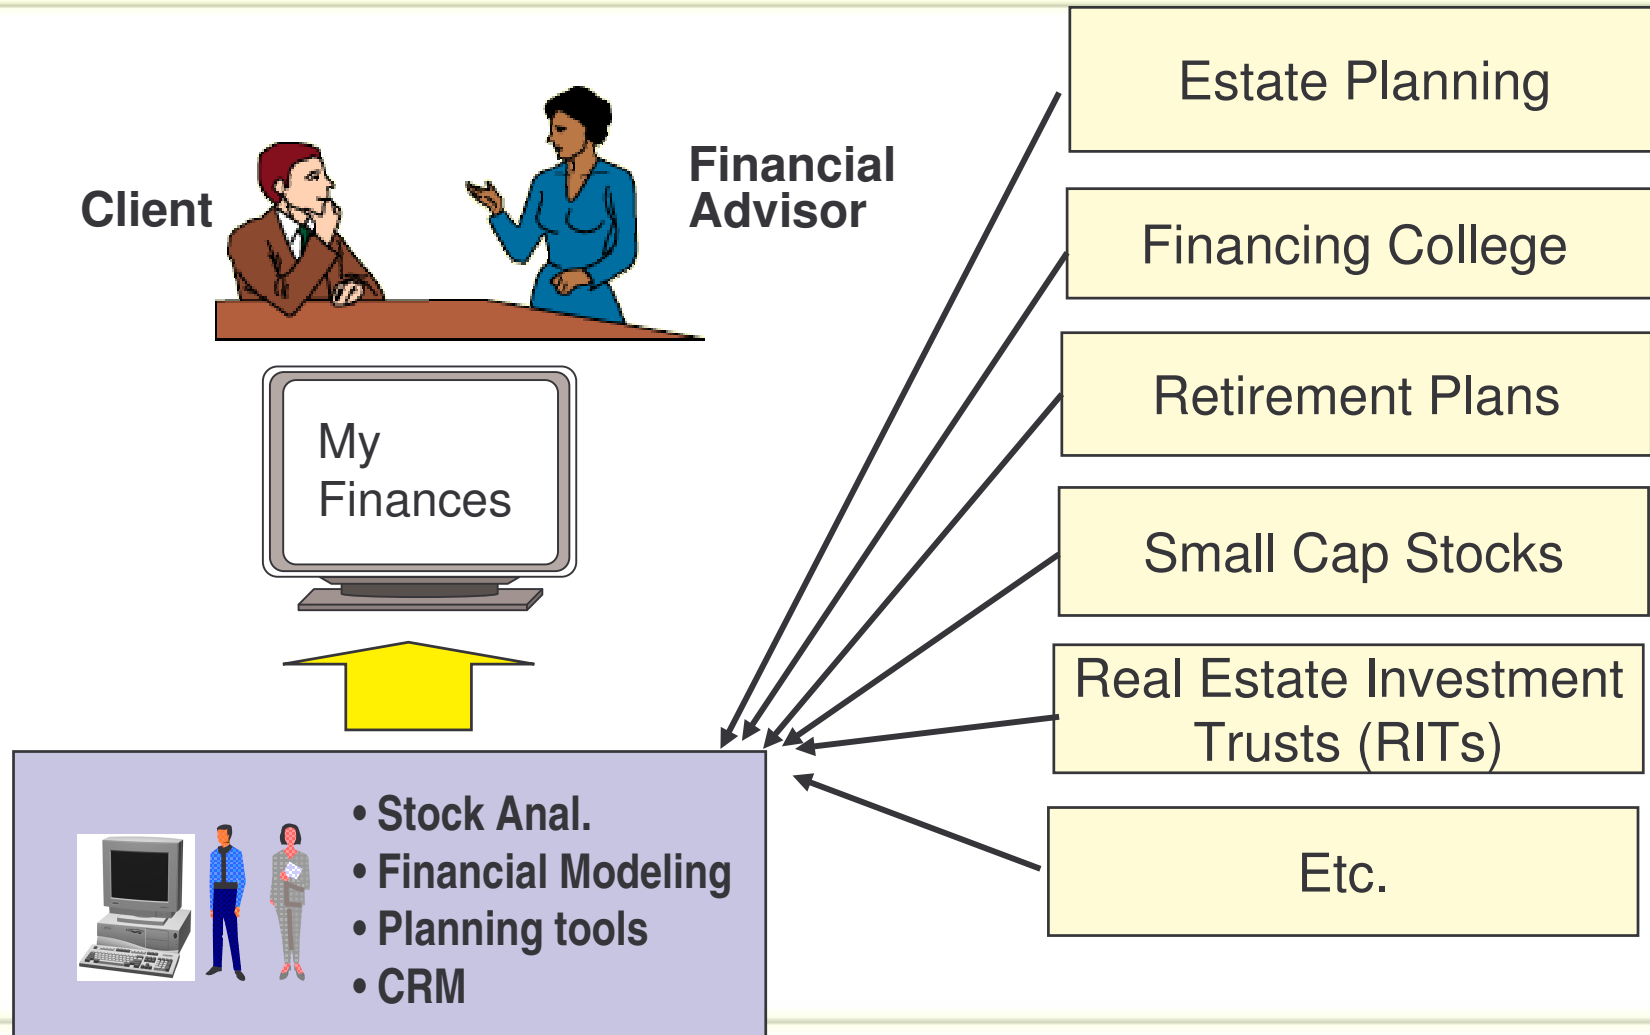 Client
Financial
Advisor
My
Finances
• Stock Anal.
• Financial Modeling
• Planning tools
• CRM
Estate Planning
Financing College
Retirement Plans
Small Cap Stocks
Real Estate Investment
Trusts (RITs)
Etc.